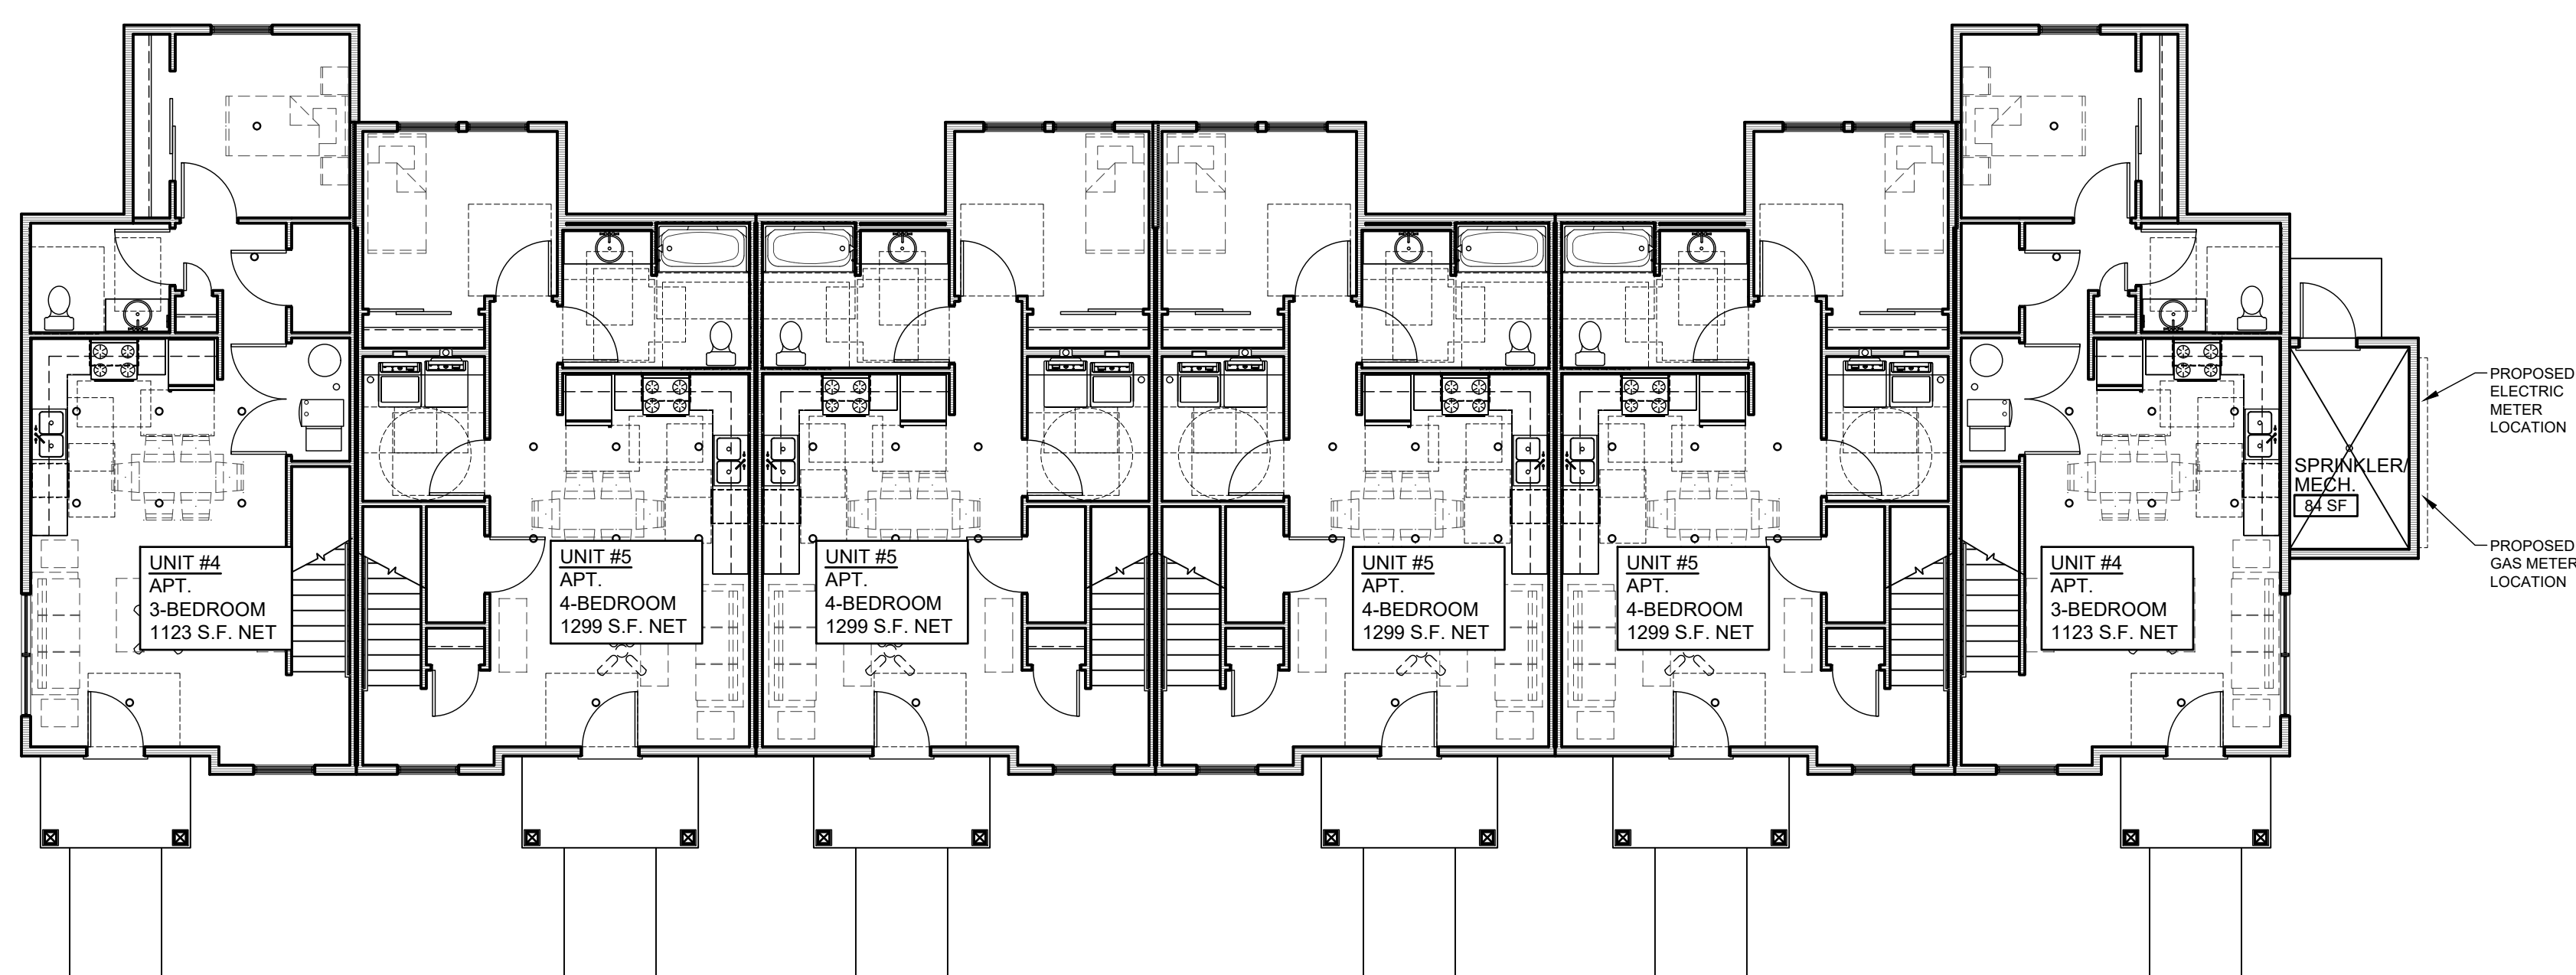 UNIT #4
APT.
3-BEDROOM
1123 S.F. NET
UNIT #5
APT.
4-BEDROOM
1299 S.F. NET
UNIT #5
APT.
4-BEDROOM
1299 S.F. NET
UNIT #5
APT.
4-BEDROOM
1299 S.F. NET
UNIT #5
APT.
4-BEDROOM
1299 S.F. NET
UNIT #4
APT.
3-BEDROOM
1123 S.F. NET
SPRINKLER/
MECH.
84 SF
PROPOSED
ELECTRIC
METER
LOCATION
PROPOSED
GAS METER
LOCATION